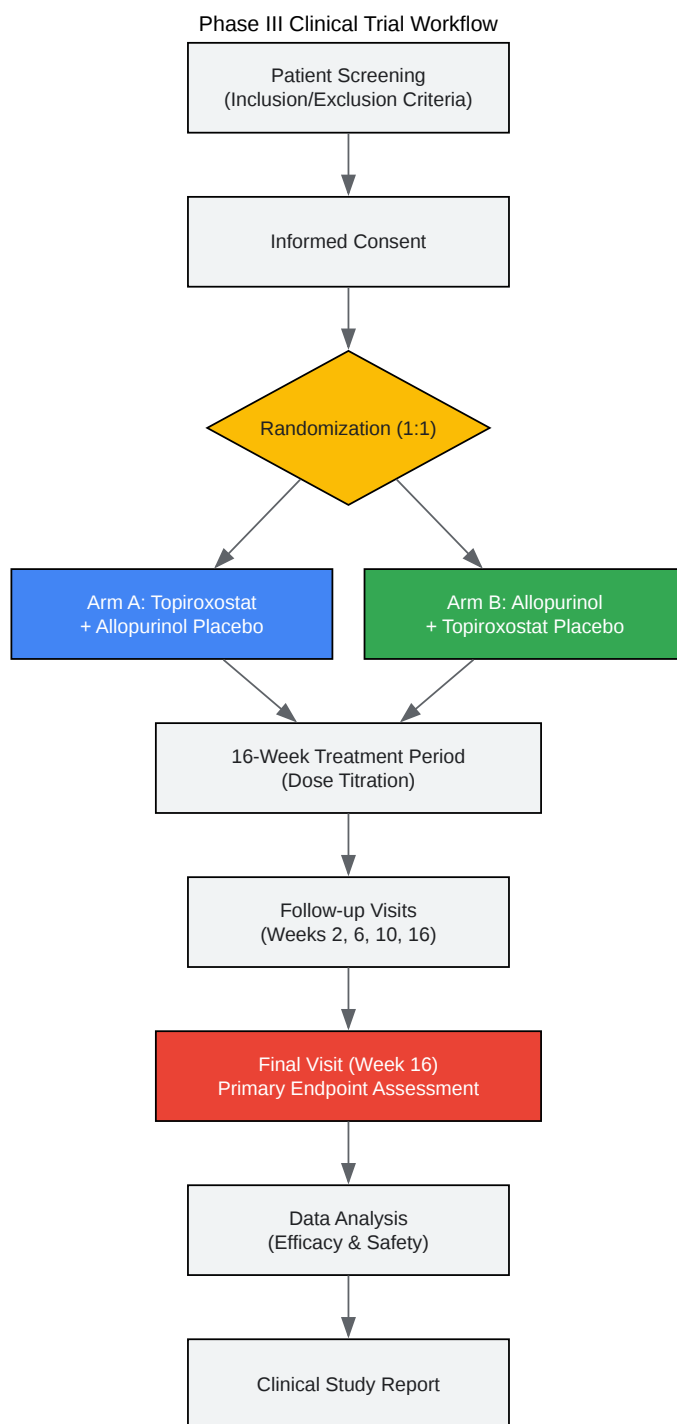 Phase III Clinical Trial Workflow
Patient Screening
(Inclusion/Exclusion Criteria)
Informed Consent
Randomization (1:1)
Arm A: Topiroxostat
+ Allopurinol Placebo
Arm B: Allopurinol
+ Topiroxostat Placebo
16-Week Treatment Period
(Dose Titration)
Follow-up Visits
(Weeks 2, 6, 10, 16)
Final Visit (Week 16)
Primary Endpoint Assessment
Data Analysis
(Efficacy & Safety)
Clinical Study Report